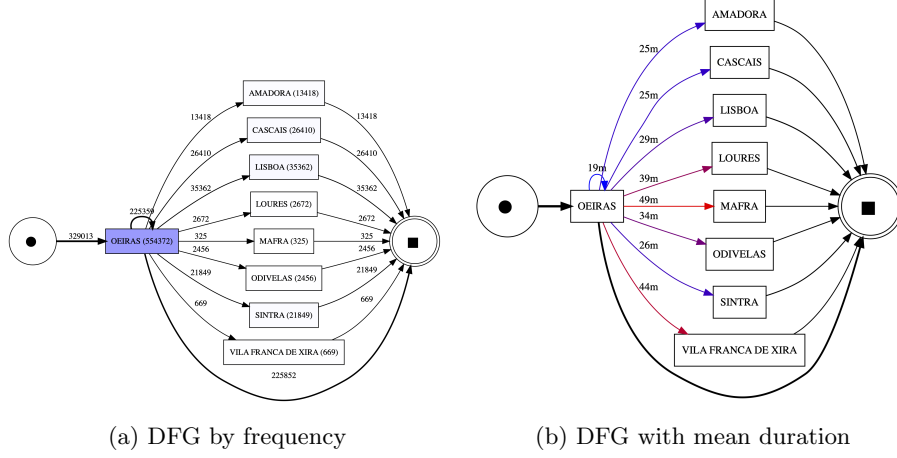 AMADORA (13418)
13418
13418
CASCAIS (26410)
26410
26410
LISBOA (35362)
35362
35362
225359
LOURES (2672)
2672
2672
329013
OEIRAS (554372)
325
MAFRA (325)
325
2456
ODIVELAS (2456)
2456
21849
SINTRA (21849)
21849
669
VILA FRANCA DE XIRA (669)
669
225852
(a) DFG by frequency
AMADORA
25m
CASCAIS
25m
LISBOA
29m
19m
LOURES
39m
OEIRAS
49m
MAFRA
34m
ODIVELAS
26m
SINTRA
44m
VILA FRANCA DE XIRA
(b) DFG with mean duration